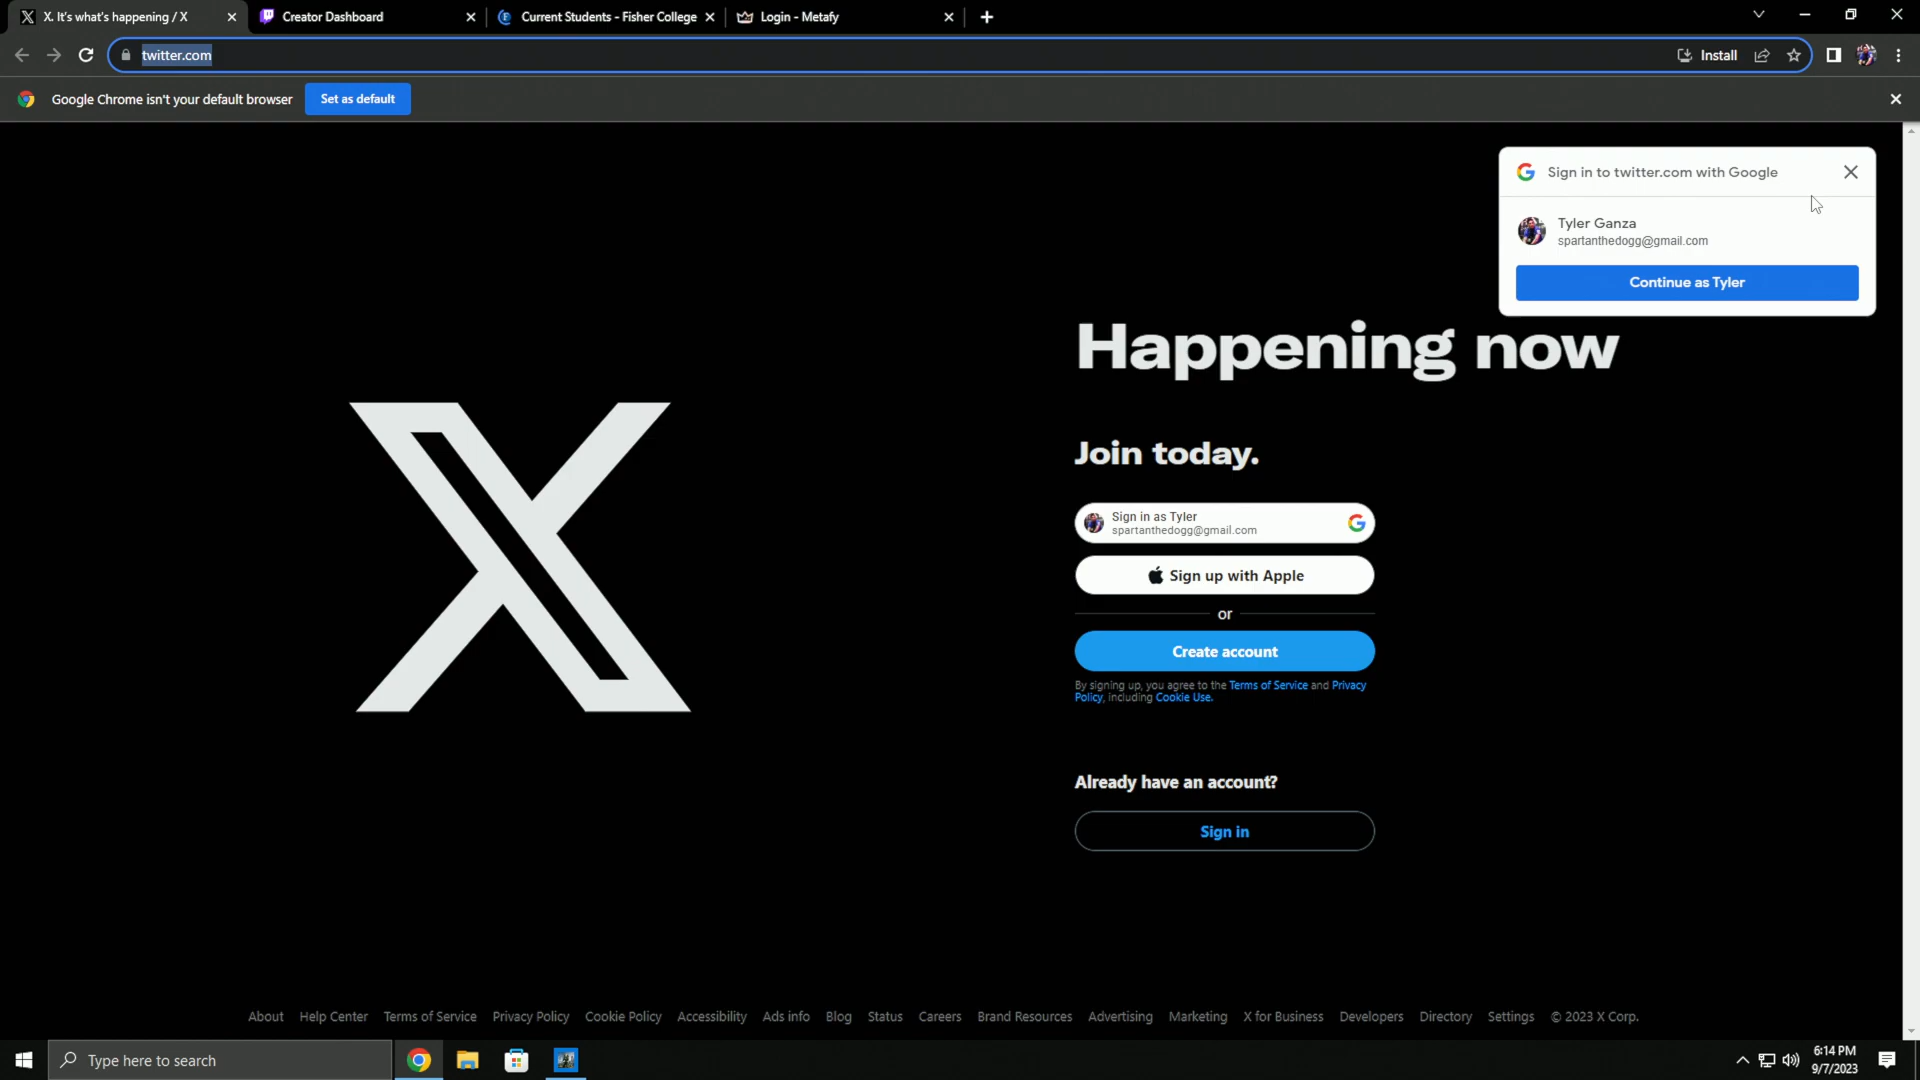 X. It's what's happening / X
Creator Dashboard
Current Students - Fisher College
Login - Metafy
twitter.com
Install
Google Chrome isn't your default browser
Set as default
Sign in to twitter.com with Google
Tyler Ganza
spartanthedogg@gmail.com
Continue as Tyler
Happening now
Join today.
Sign in as Tyler
spartanthedogg@gmail.com
Sign up with Apple
or
Create account
By signing up, you agree to the Terms of Service and Privacy
Policy, including Cookie Use.
Already have an account?
Sign in
About Help Center Terms of Service Privacy Policy Cookie Policy Accessibility Ads info Blog Status Careers Brand Resources Advertising Marketing X for Business Developers Directory Settings © 2023 X Corp.
Type here to search
6:14 PM
9/7/2023